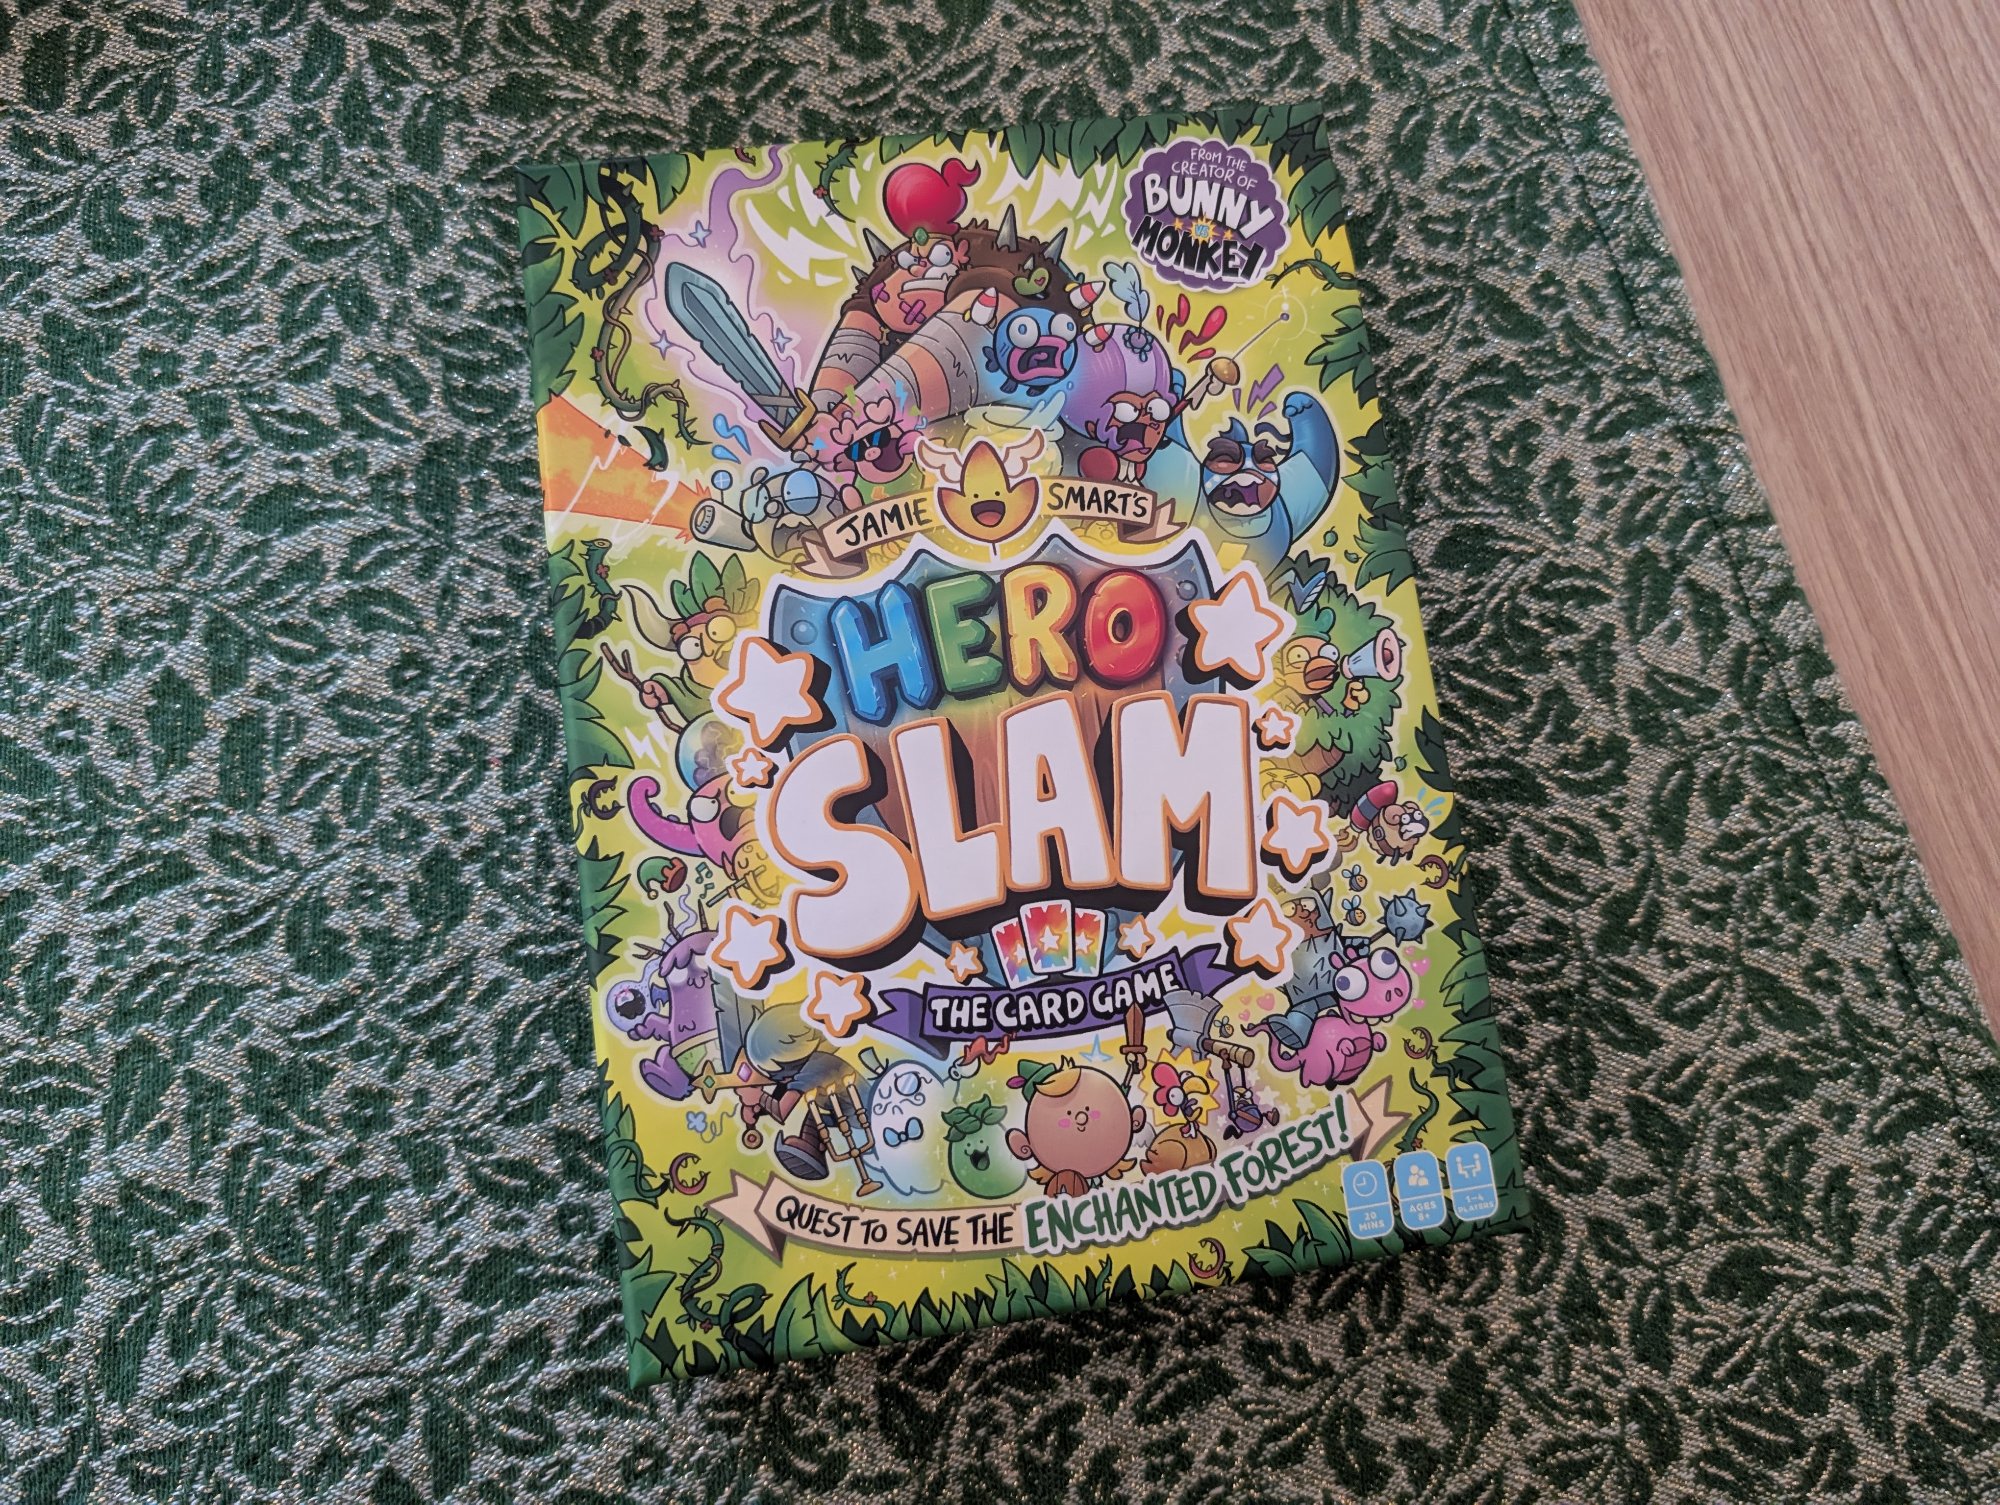 FROM THE
CREATOR OF
BUNNY
VS
MONKEY
JAMIE SMART'S
HERO
SLAM
THE CARD GAME
QUEST TO SAVE THE ENCHANTED FOREST!
20
MINS
AGES
8+
1–4
PLAYERS